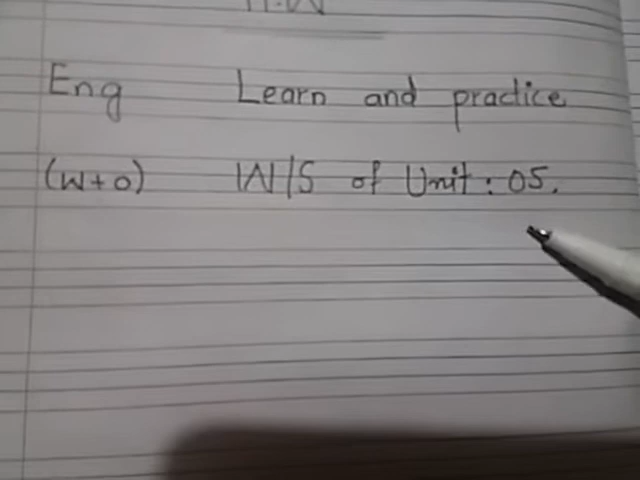 H.W
Eng Learn and practice
(W+O) W/S of Unit: 05.